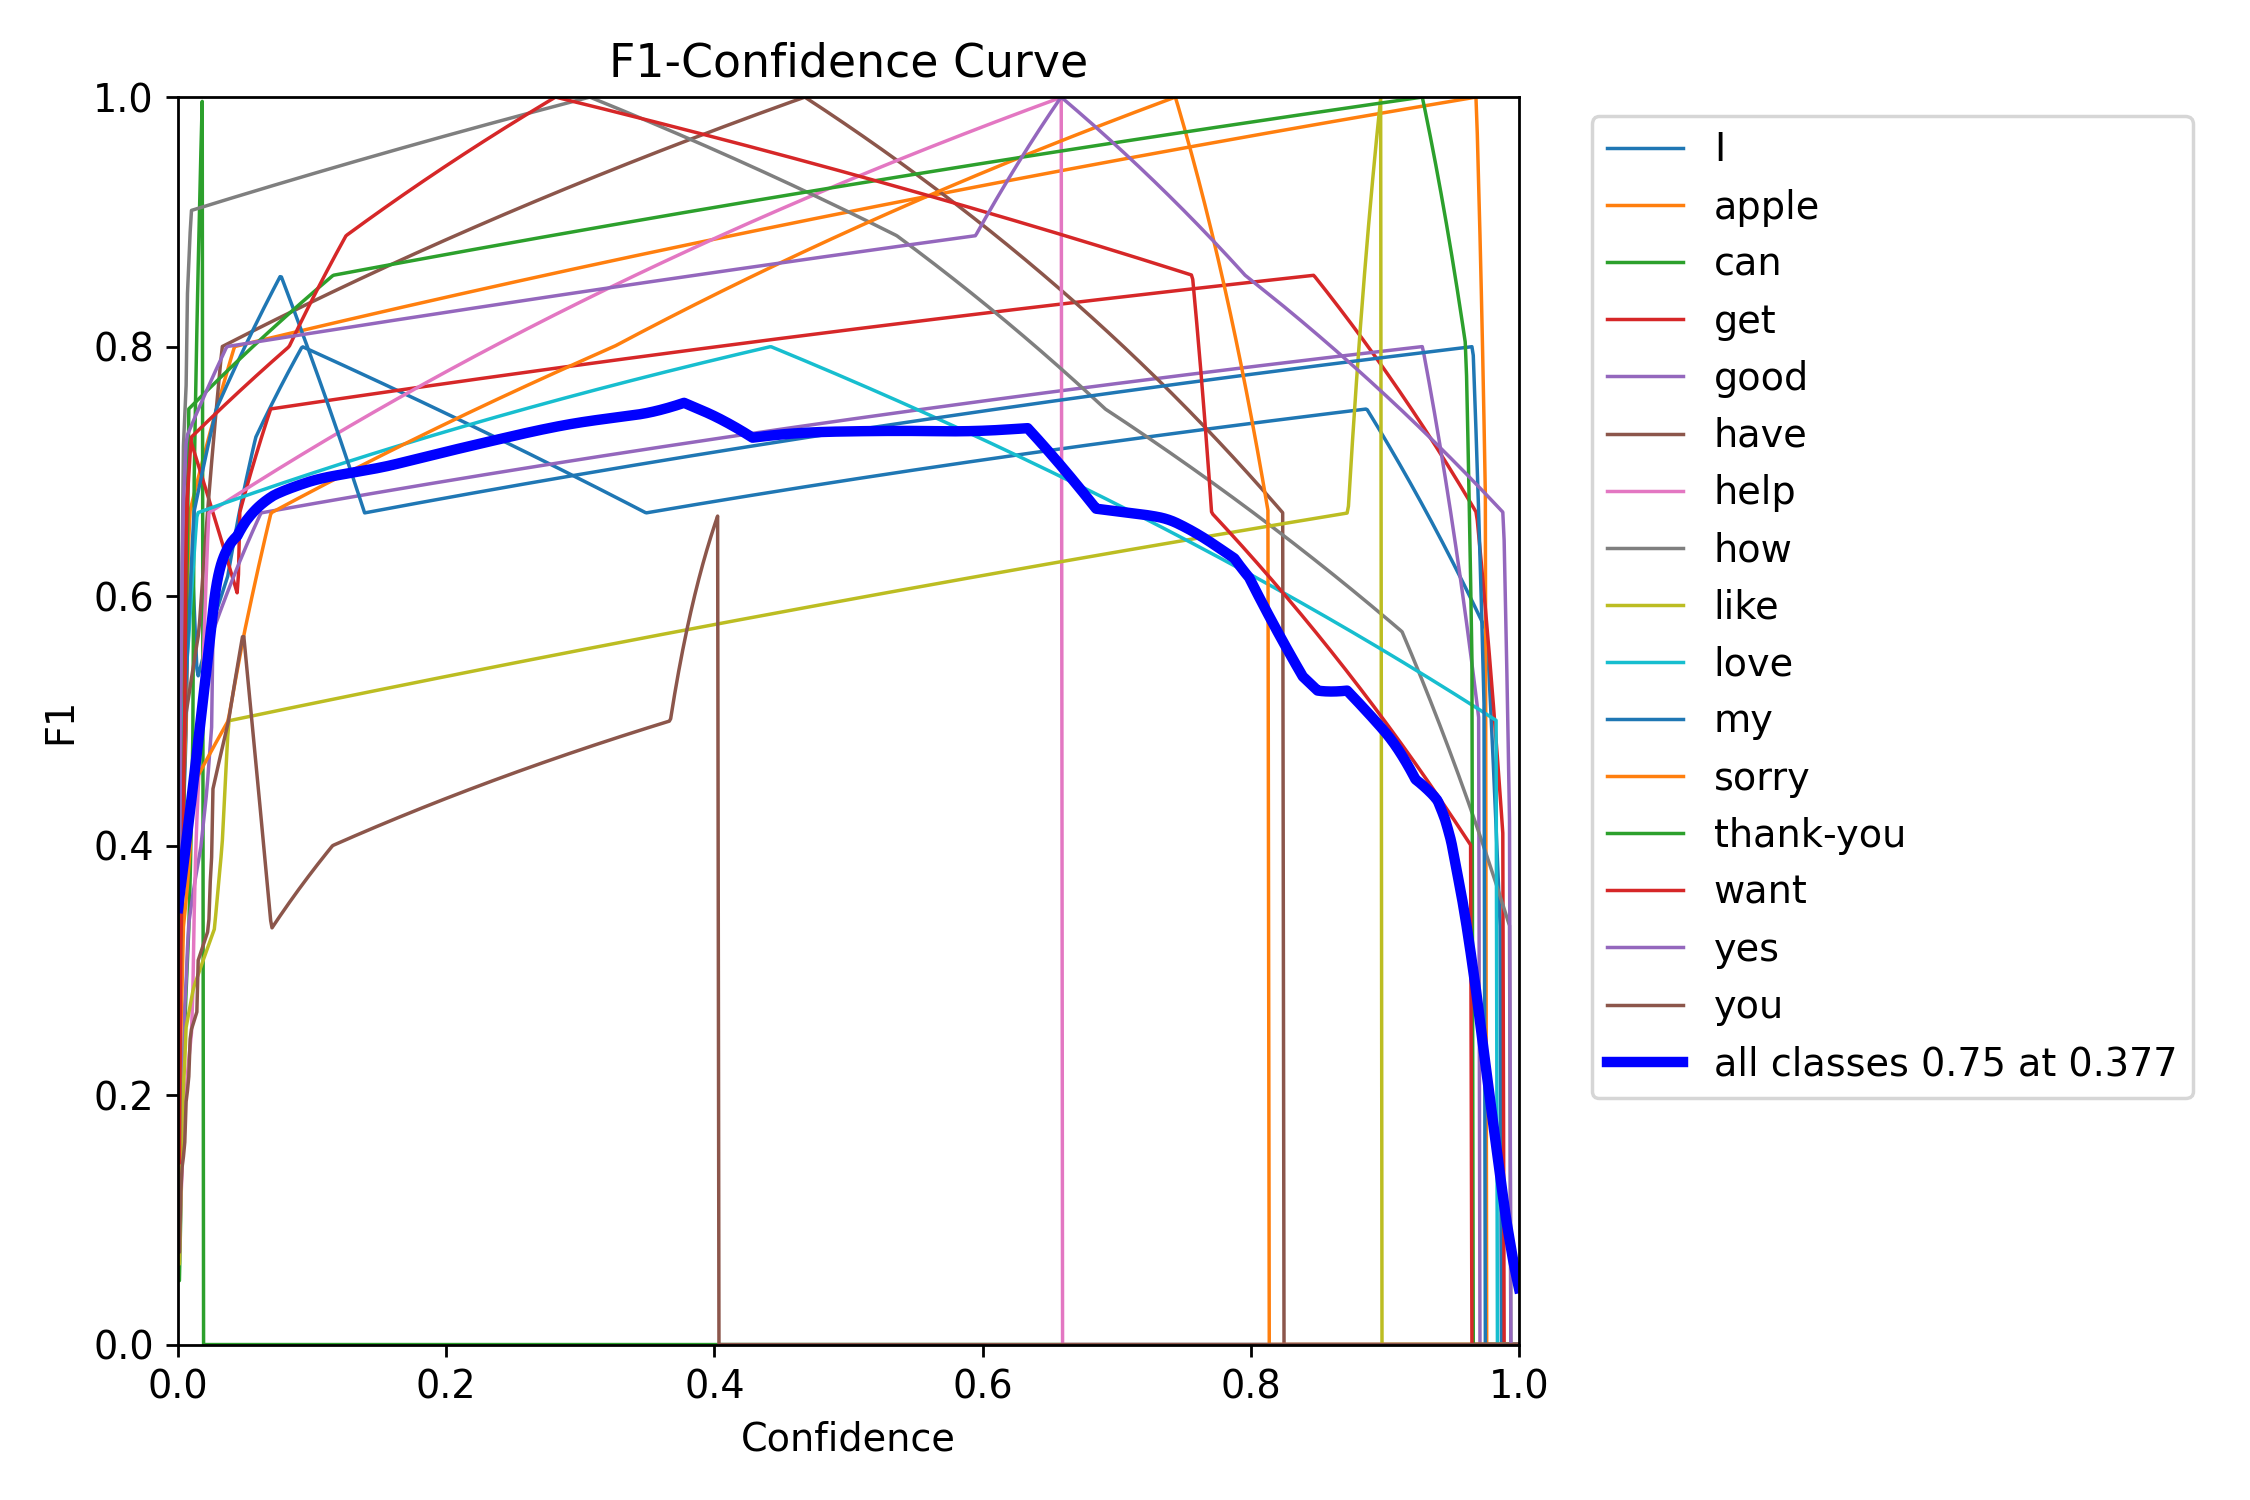 F1-Confidence Curve
1.0
0.8
0.6
0.4
0.2
0.0
F1
0.0 0.2 0.4 0.6 0.8 1.0
Confidence
I
apple
can
get
good
have
help
how
like
love
my
sorry
thank-you
want
yes
you
all classes 0.75 at 0.377